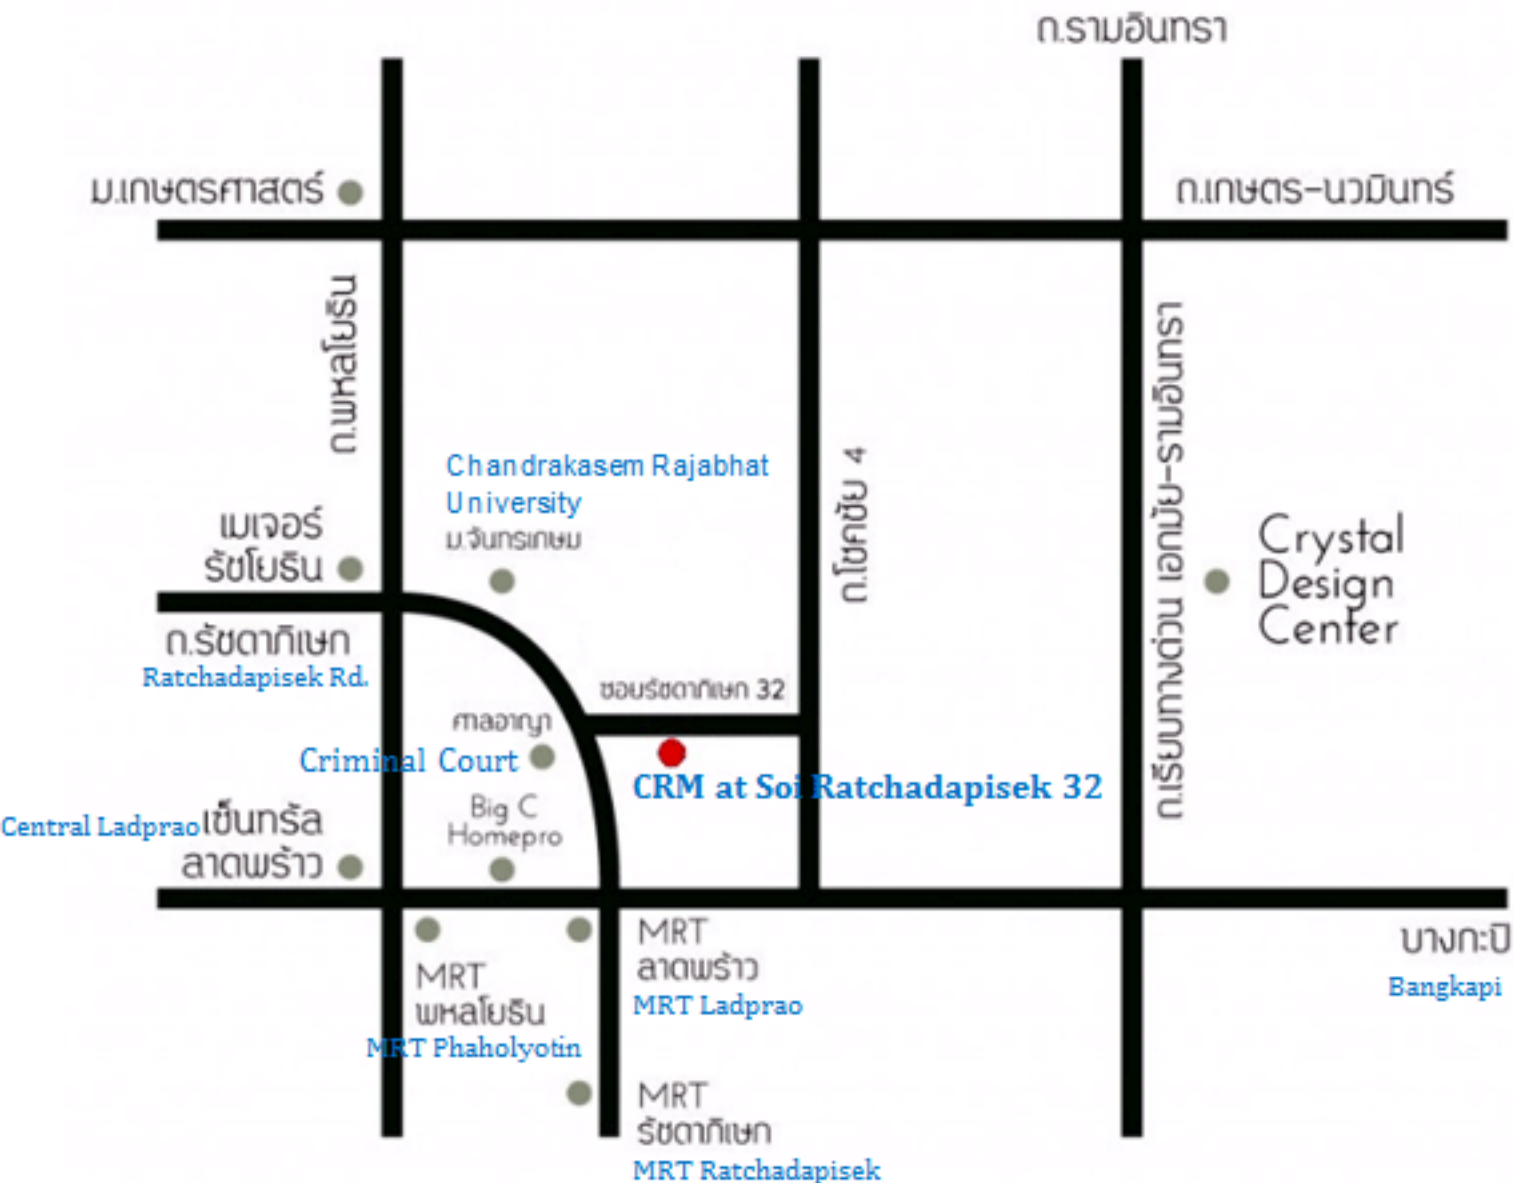 ถ.รามอินทรา
ม.เกษตรศาสตร์
ถ.เกษตร-นวมินทร์
ถ.พหลโยธิน
ถ.เลียบทางด่วน เอกมัย-รามอินทรา
ถ.โชคชัย 4
Chandrakasem Rajabhat
University
ม.จันทรเกษม
เมเจอร์
รัชโยธิน
Crystal
Design
Center
ถ.รัชดาภิเษก
Ratchadapisek Rd.
ซอยรัชดาภิเษก 32
ศาลอาญา
Criminal Court
CRM at Soi Ratchadapisek 32
Big C
Homepro
Central Ladprao
เซ็นทรัล
ลาดพร้าว
MRT
ลาดพร้าว
MRT Ladprao
บางกะปิ
Bangkapi
MRT
พหลโยธิน
MRT Phaholyotin
MRT
รัชดาภิเษก
MRT Ratchadapisek